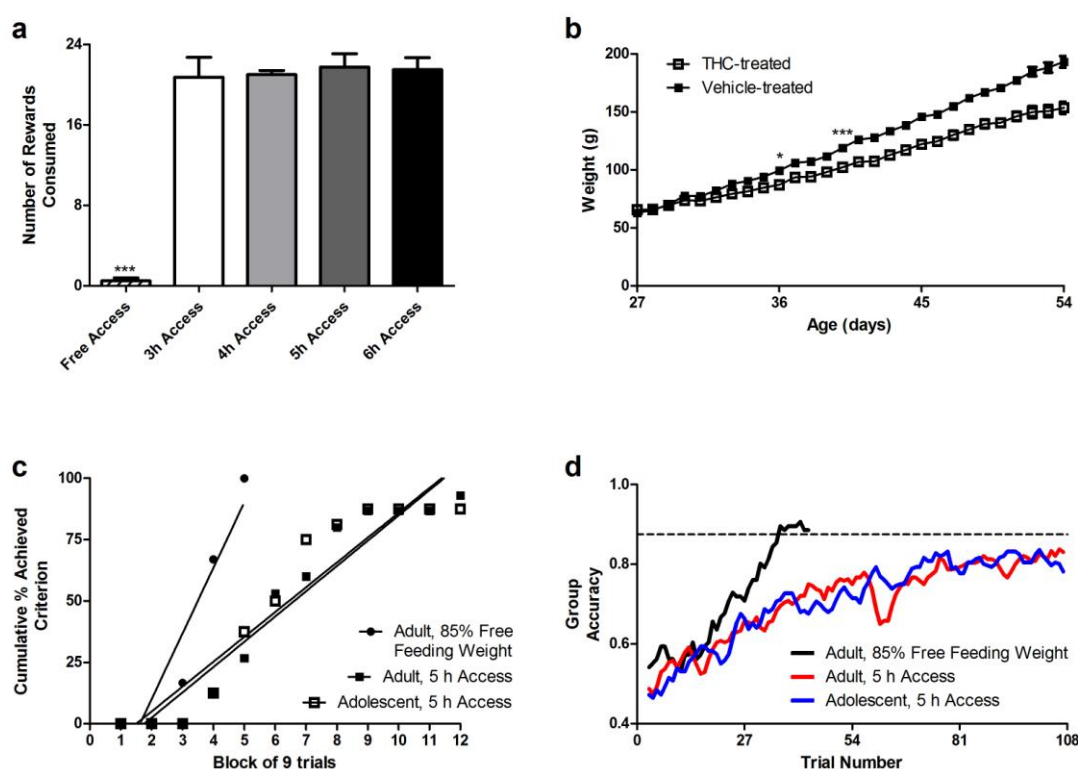 a
24
16
8
0
Number of Rewards
Consumed
***
Free Access
3h Access
4h Access
5h Access
6h Access
b
THC-treated
Vehicle-treated
200
150
100
50
0
Weight (g)
*
***
27
36
45
54
Age (days)
c
100
75
50
25
0
Cumulative % Achieved
Criterion
Adult, 85% Free
Feeding Weight
Adult, 5 h Access
Adolescent, 5 h Access
0 1 2 3 4 5 6 7 8 9 10 11 12
Block of 9 trials
d
1.0
0.8
0.6
0.4
Group
Accuracy
Adult, 85% Free Feeding Weight
Adult, 5 h Access
Adolescent, 5 h Access
0 27 54 81 108
Trial Number